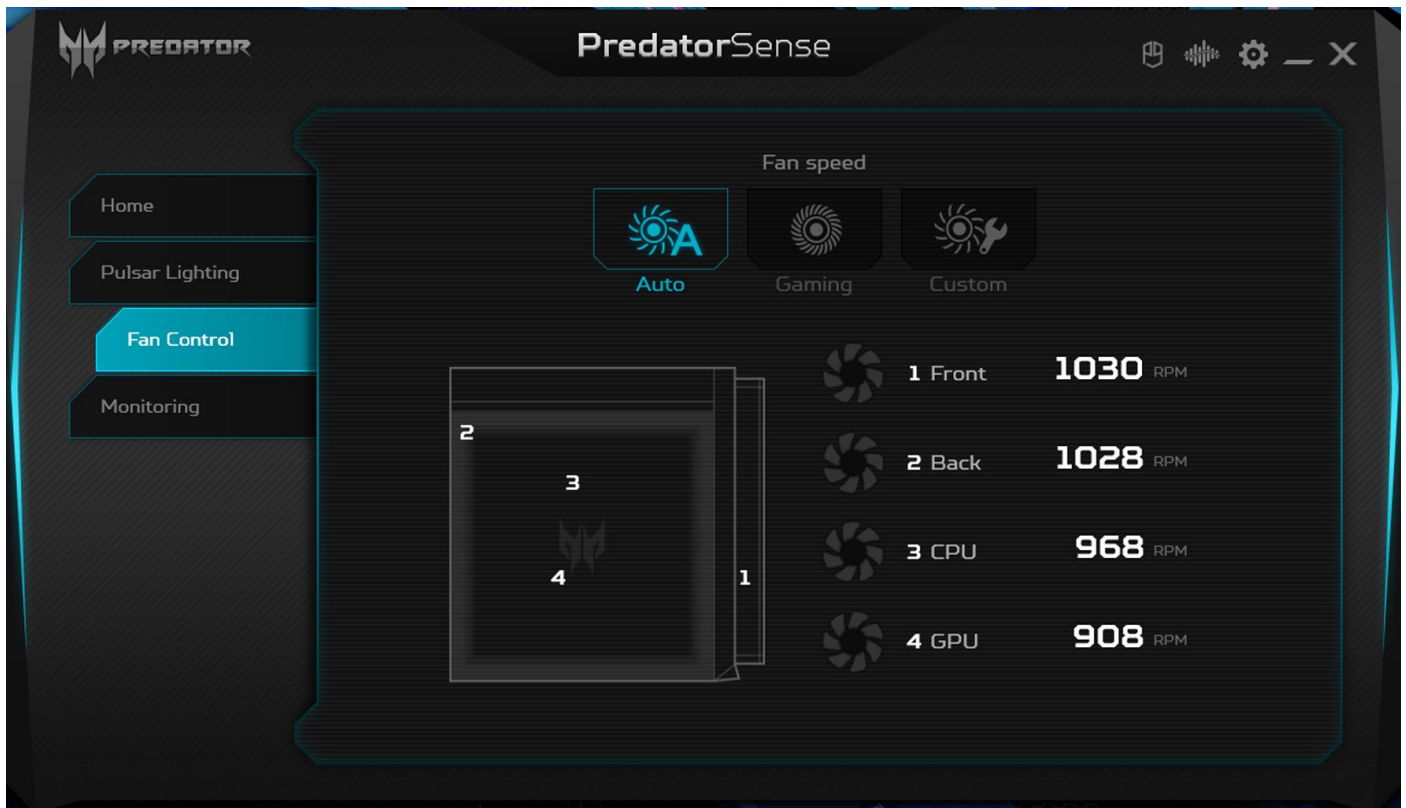 PREDATOR
PredatorSense
Home
Pulsar Lighting
Fan Control
Monitoring
Fan speed
A
Auto
Gaming
Custom
1 Front 1030 RPM
2 Back 1028 RPM
3 CPU 968 RPM
4 GPU 908 RPM
2
3
4
1